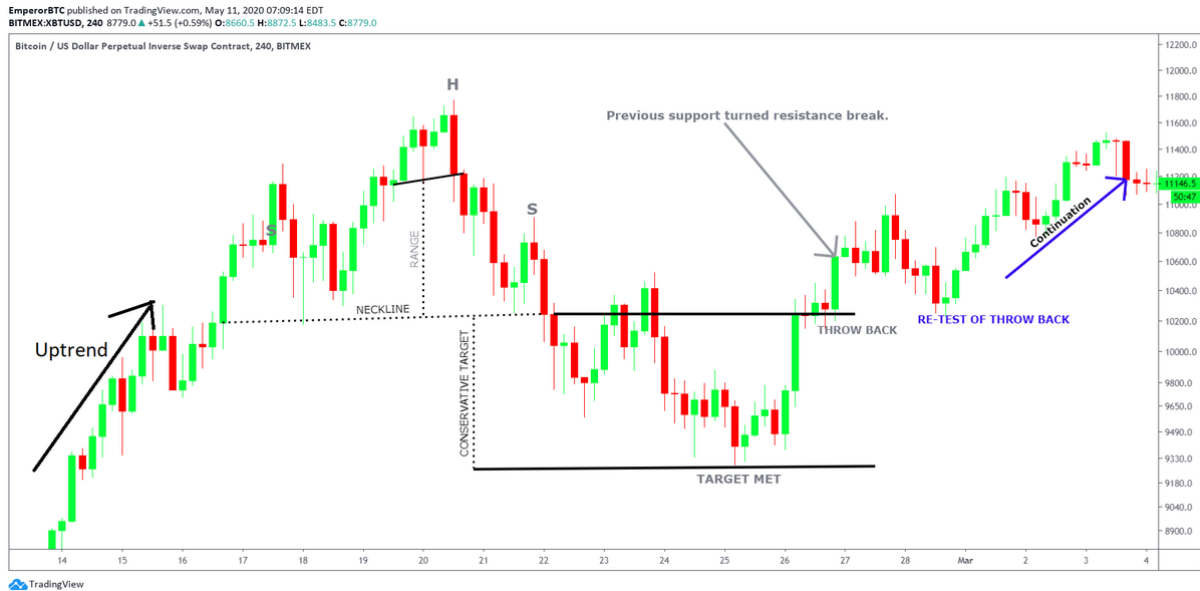 EmperorBTC published on TradingView.com, May 11, 2020 07:09:14 EDT
BITMEX:XBTUSD, 240 8779.0 ▲ +51.5 (+0.59%) O:8660.5 H:8872.5 L:8483.5 C:8779.0
Bitcoin / US Dollar Perpetual Inverse Swap Contract, 240, BITMEX
H
Previous support turned resistance break.
S
S
RANGE
NECKLINE
Uptrend
CONSERVATIVE TARGET
THROW BACK
RE-TEST OF THROW BACK
Continuation
TARGET MET
12200.0
12000.0
11800.0
11600.0
11400.0
11200.0
11146.5
50:47
11000.0
10800.0
10600.0
10400.0
10200.0
10000.0
9800.0
9650.0
9490.0
9330.0
9180.0
9040.0
8900.0
14 15 16 17 18 19 20 21 22 23 24 25 26 27 28 Mar 2 3 4
TradingView